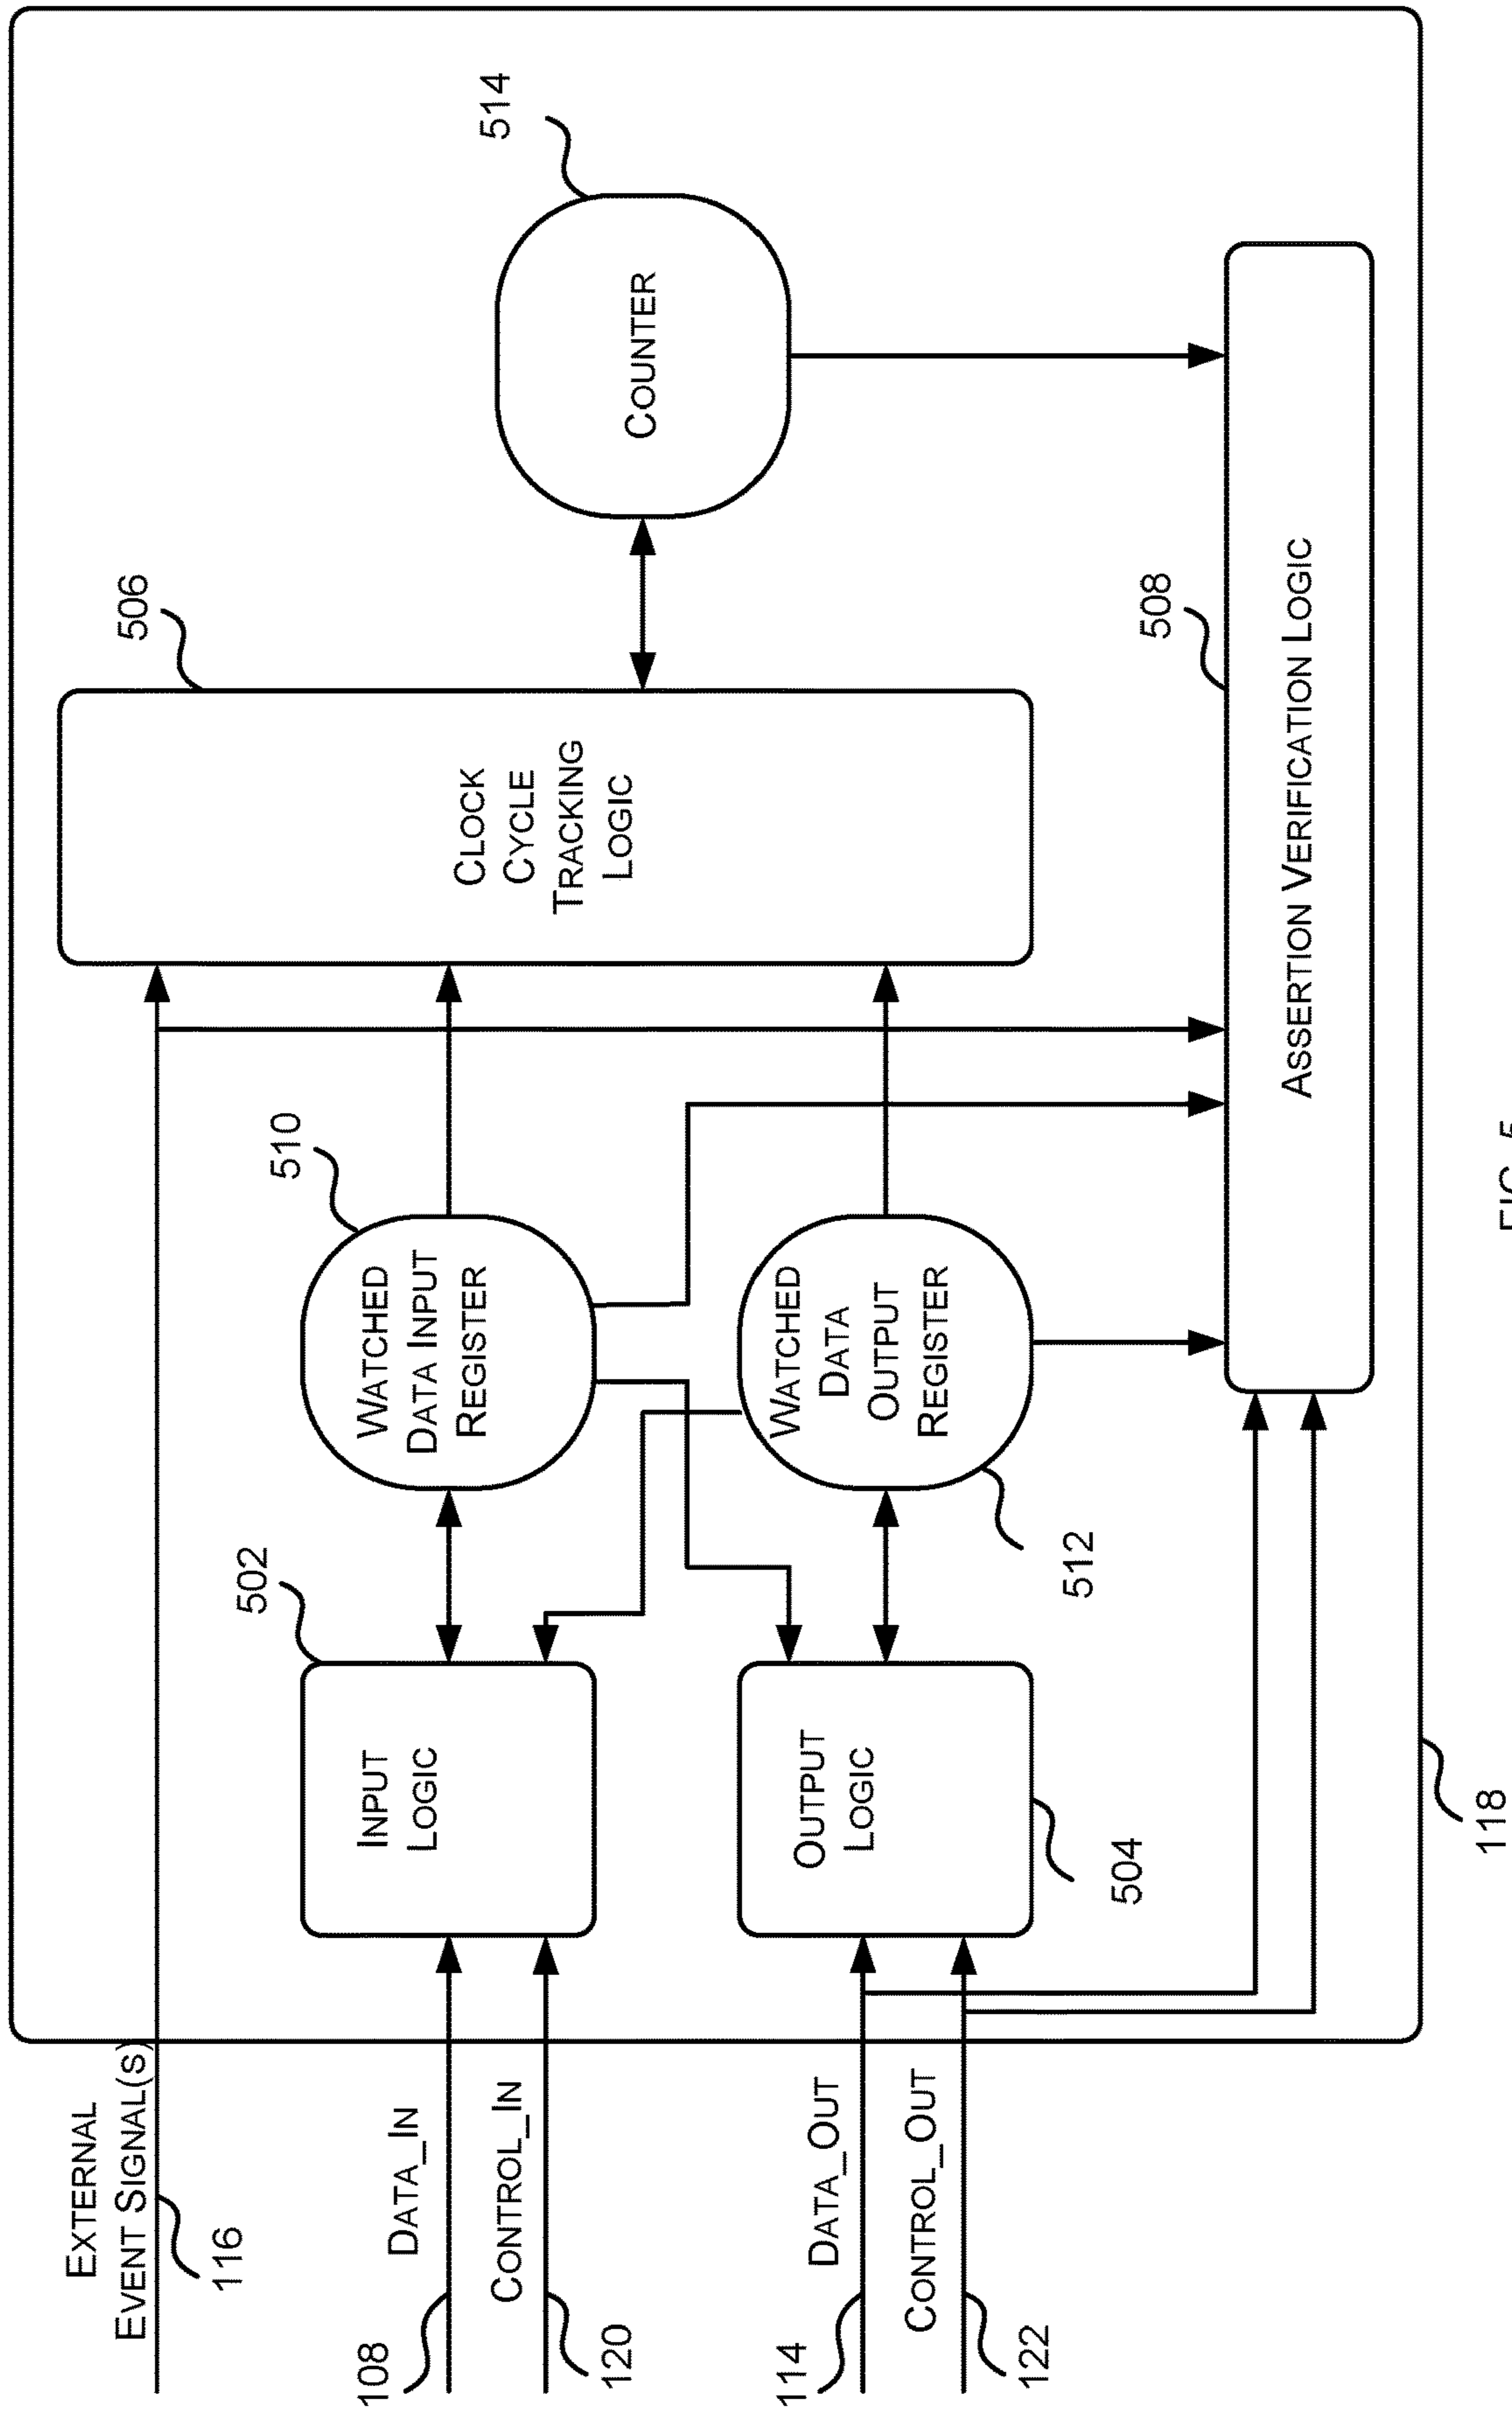 EXTERNAL
EVENT SIGNAL(S)
116
DATA_IN
108
CONTROL_IN
120
DATA_OUT
114
CONTROL_OUT
122
502
INPUT
LOGIC
OUTPUT
LOGIC
504
510
WATCHED
DATA INPUT
REGISTER
WATCHED
DATA
OUTPUT
REGISTER
512
506
CLOCK
CYCLE
TRACKING
LOGIC
514
COUNTER
508
ASSERTION VERIFICATION LOGIC
118